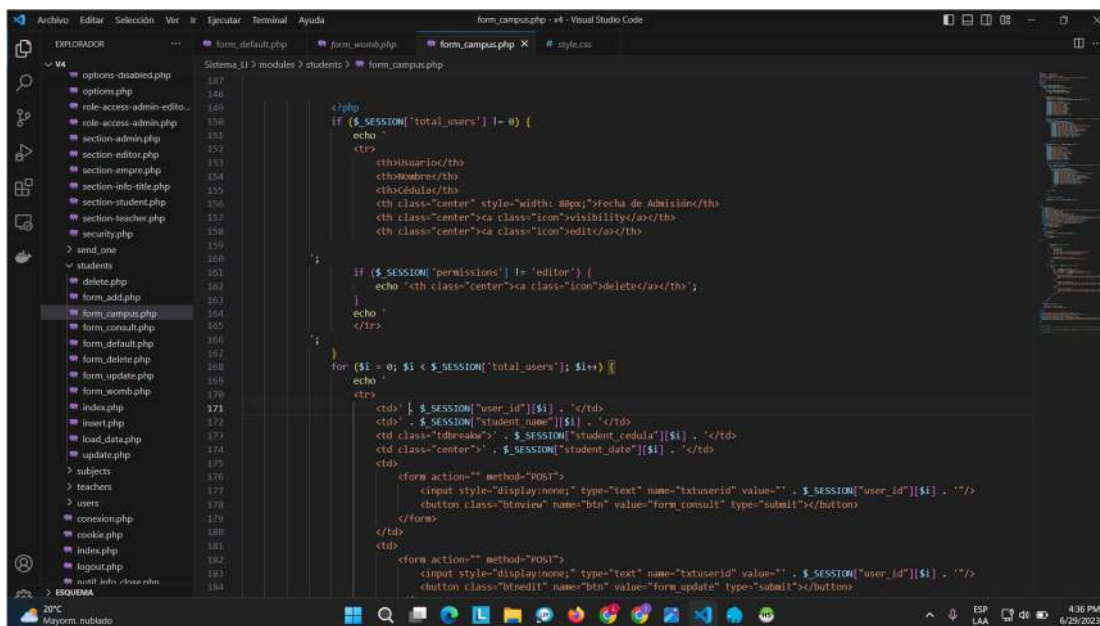 Archivo Editar Selección Ver Ir Ejecutar Terminal Ayuda
form_campus.php - v4 - Visual Studio Code
EXPLORADOR
form_default.php
form_womb.php
form_campus.php
# style.css
V4
Sistema_LI > modules > students > form_campus.php
options-disabled.php
options.php
role-access-admin-edito...
role-access-admin.php
section-admin.php
section-editor.php
section-empre.php
section-info-title.php
section-student.php
section-teacher.php
security.php
> send_one
students
delete.php
form_add.php
form_campus.php
form_consult.php
form_default.php
form_delete.php
form_update.php
form_womb.php
index.php
insert.php
load_data.php
update.php
> subjects
> teachers
> users
conexion.php
cookie.php
index.php
logout.php
notif_info_close.php
> ESQUEMA
147
148
149 <?php
150 if ($_SESSION['total_users'] != 0) {
151 echo '
152 <tr>
153 <th>Usuario</th>
154 <th>Nombre</th>
155 <th>Cédula</th>
156 <th class="center" style="width: 80px;">Fecha de Admisión</th>
157 <th class="center"><a class="icon">visibility</a></th>
158 <th class="center"><a class="icon">edit</a></th>
159
160 ';
161 if ($_SESSION['permissions'] != 'editor') {
162 echo '<th class="center"><a class="icon">delete</a></th>';
163 }
164 echo '
165 </tr>
166 ';
167 }
168 for ($i = 0; $i < $_SESSION['total_users']; $i++) {
169 echo '
170 <tr>
171 <td>' . $_SESSION["user_id"][$i] . '</td>
172 <td>' . $_SESSION["student_name"][$i] . '</td>
173 <td class="tdbreakw">' . $_SESSION["student_cedula"][$i] . '</td>
174 <td class="center">' . $_SESSION["student_date"][$i] . '</td>
175 <td>
176 <form action="" method="POST">
177 <input style="display:none;" type="text" name="txtuserid" value="' . $_SESSION["user_id"][$i] . '"/>
178 <button class="btnview" name="btn" value="form_consult" type="submit"></button>
179 </form>
180 </td>
181 <td>
182 <form action="" method="POST">
183 <input style="display:none;" type="text" name="txtuserid" value="' . $_SESSION["user_id"][$i] . '"/>
184 <button class="btnedit" name="btn" value="form_update" type="submit"></button>
20°C
Mayorm. nublado
ESP
LAA
4:36 PM
6/29/2023